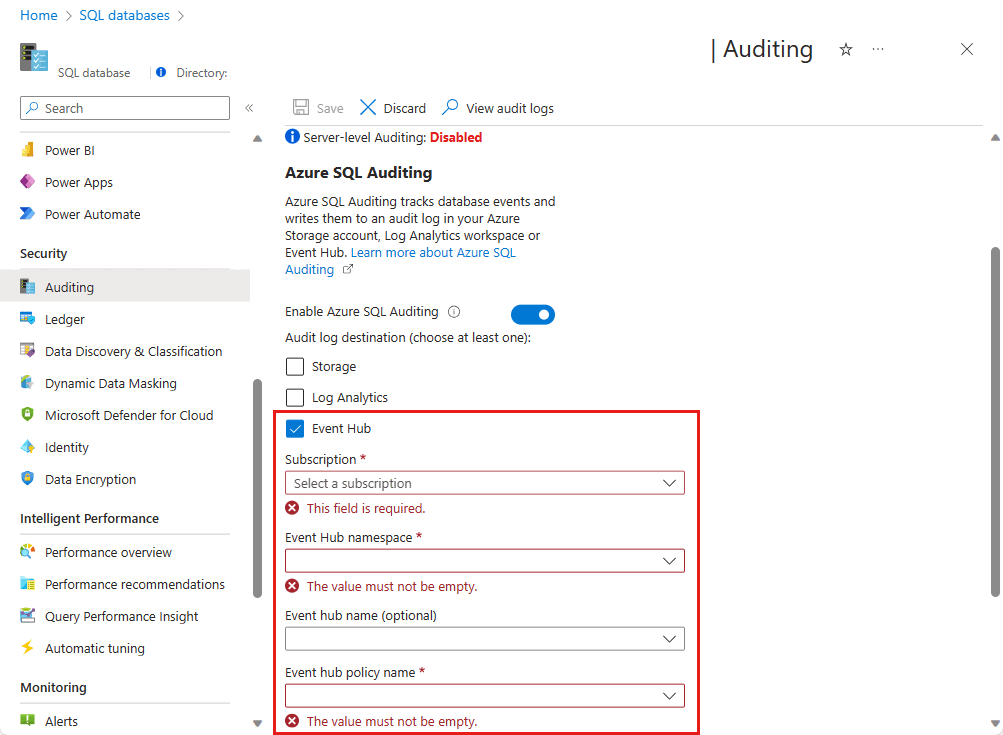 Home > SQL databases >
| Auditing
SQL database
Directory:
Search
Power BI
Power Apps
Power Automate
Security
Auditing
Ledger
Data Discovery & Classification
Dynamic Data Masking
Microsoft Defender for Cloud
Identity
Data Encryption
Intelligent Performance
Performance overview
Performance recommendations
Query Performance Insight
Automatic tuning
Monitoring
Alerts
Save Discard View audit logs
Server-level Auditing: Disabled
Azure SQL Auditing
Azure SQL Auditing tracks database events and
writes them to an audit log in your Azure
Storage account, Log Analytics workspace or
Event Hub. Learn more about Azure SQL
Auditing
Enable Azure SQL Auditing
Audit log destination (choose at least one):
Storage
Log Analytics
Event Hub
Subscription *
Select a subscription
This field is required.
Event Hub namespace *
The value must not be empty.
Event hub name (optional)
Event hub policy name *
The value must not be empty.